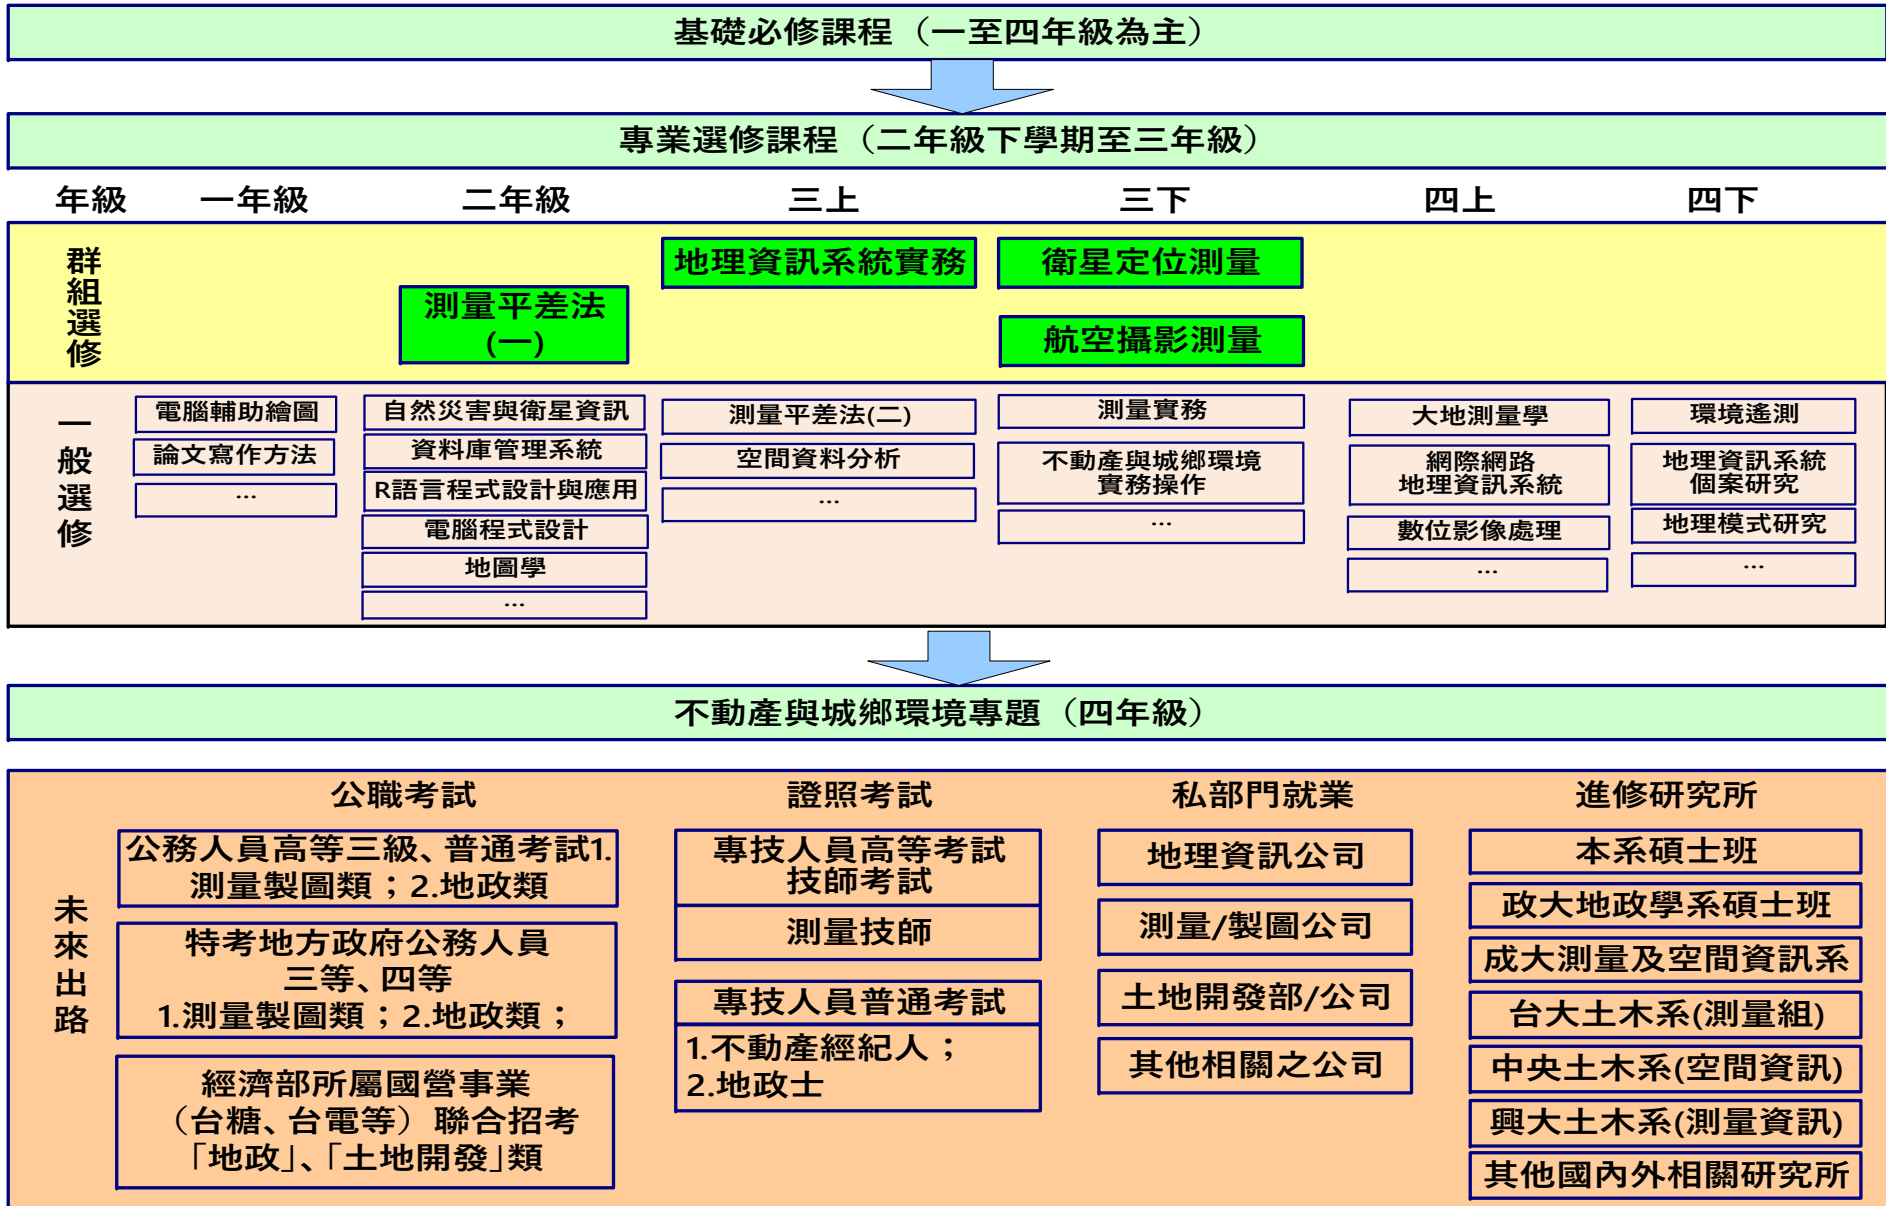 基礎必修課程（一至四年級為主）
專業選修課程（二年級下學期至三年級）
年級 一年級 二年級 三上 三下 四上 四下
群組選修
測量平差法
(一)
地理資訊系統實務
衛星定位測量
航空攝影測量
一般選修
電腦輔助繪圖
論文寫作方法
...
自然災害與衛星資訊
資料庫管理系統
R語言程式設計與應用
電腦程式設計
地圖學
...
測量平差法(二)
空間資料分析
...
測量實務
不動產與城鄉環境
實務操作
...
大地測量學
網際網路
地理資訊系統
數位影像處理
...
環境遙測
地理資訊系統
個案研究
地理模式研究
...
不動產與城鄉環境專題（四年級）
未來出路
公職考試
公務人員高等三級、普通考試1.
測量製圖類；2.地政類
特考地方政府公務人員
三等、四等
1.測量製圖類；2.地政類；
經濟部所屬國營事業
（台糖、台電等）聯合招考
「地政」、「土地開發」類
證照考試
專技人員高等考試
技師考試
測量技師
專技人員普通考試
1.不動產經紀人；
2.地政士
私部門就業
地理資訊公司
測量/製圖公司
土地開發部/公司
其他相關之公司
進修研究所
本系碩士班
政大地政學系碩士班
成大測量及空間資訊系
台大土木系(測量組)
中央土木系(空間資訊)
興大土木系(測量資訊)
其他國內外相關研究所